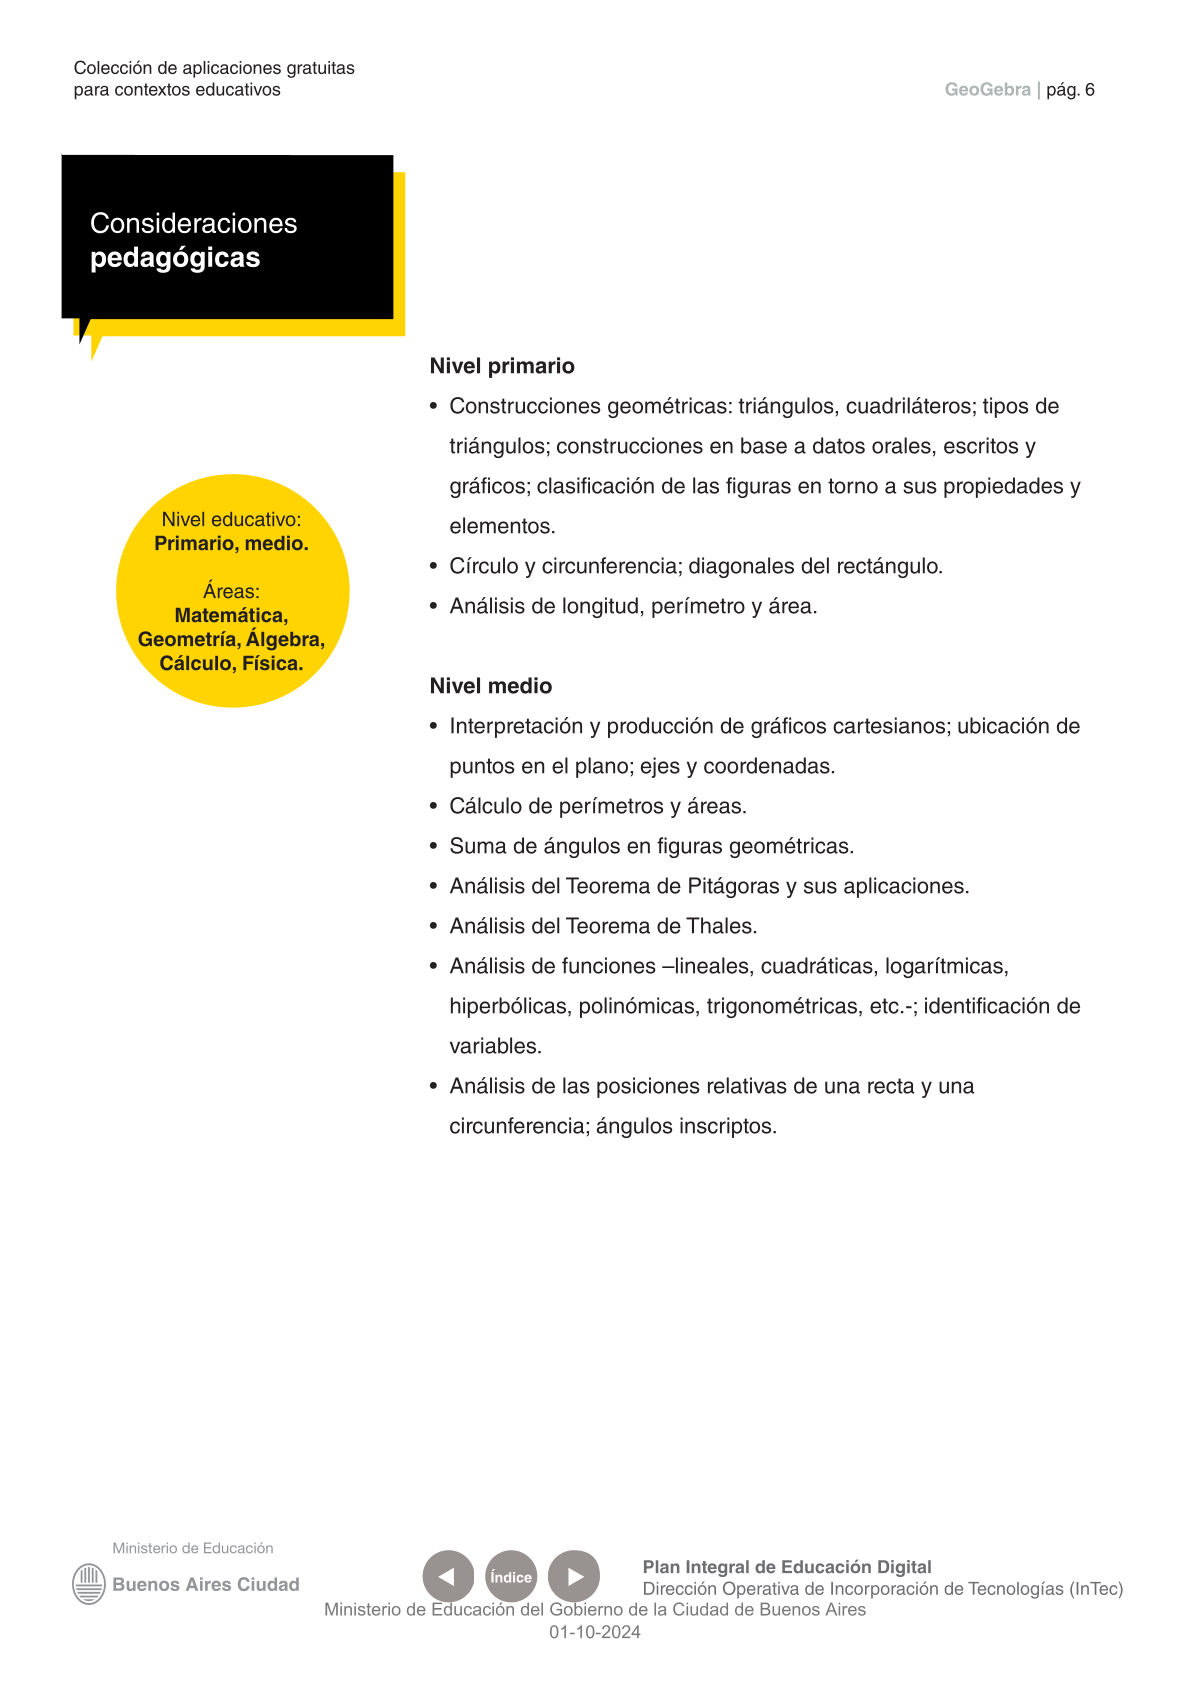 Colección de aplicaciones gratuitas
para contextos educativos
GeoGebra | pág. 6
Consideraciones
pedagógicas
Nivel educativo:
Primario, medio.
Áreas:
Matemática,
Geometría, Álgebra,
Cálculo, Física.
Nivel primario
• Construcciones geométricas: triángulos, cuadriláteros; tipos de
triángulos; construcciones en base a datos orales, escritos y
gráficos; clasificación de las figuras en torno a sus propiedades y
elementos.
• Círculo y circunferencia; diagonales del rectángulo.
• Análisis de longitud, perímetro y área.
Nivel medio
• Interpretación y producción de gráficos cartesianos; ubicación de
puntos en el plano; ejes y coordenadas.
• Cálculo de perímetros y áreas.
• Suma de ángulos en figuras geométricas.
• Análisis del Teorema de Pitágoras y sus aplicaciones.
• Análisis del Teorema de Thales.
• Análisis de funciones –lineales, cuadráticas, logarítmicas,
hiperbólicas, polinómicas, trigonométricas, etc.-; identificación de
variables.
• Análisis de las posiciones relativas de una recta y una
circunferencia; ángulos inscriptos.
Ministerio de Educación
Buenos Aires Ciudad
Índice
Plan Integral de Educación Digital
Dirección Operativa de Incorporación de Tecnologías (InTec)
Ministerio de Educación del Gobierno de la Ciudad de Buenos Aires
01-10-2024